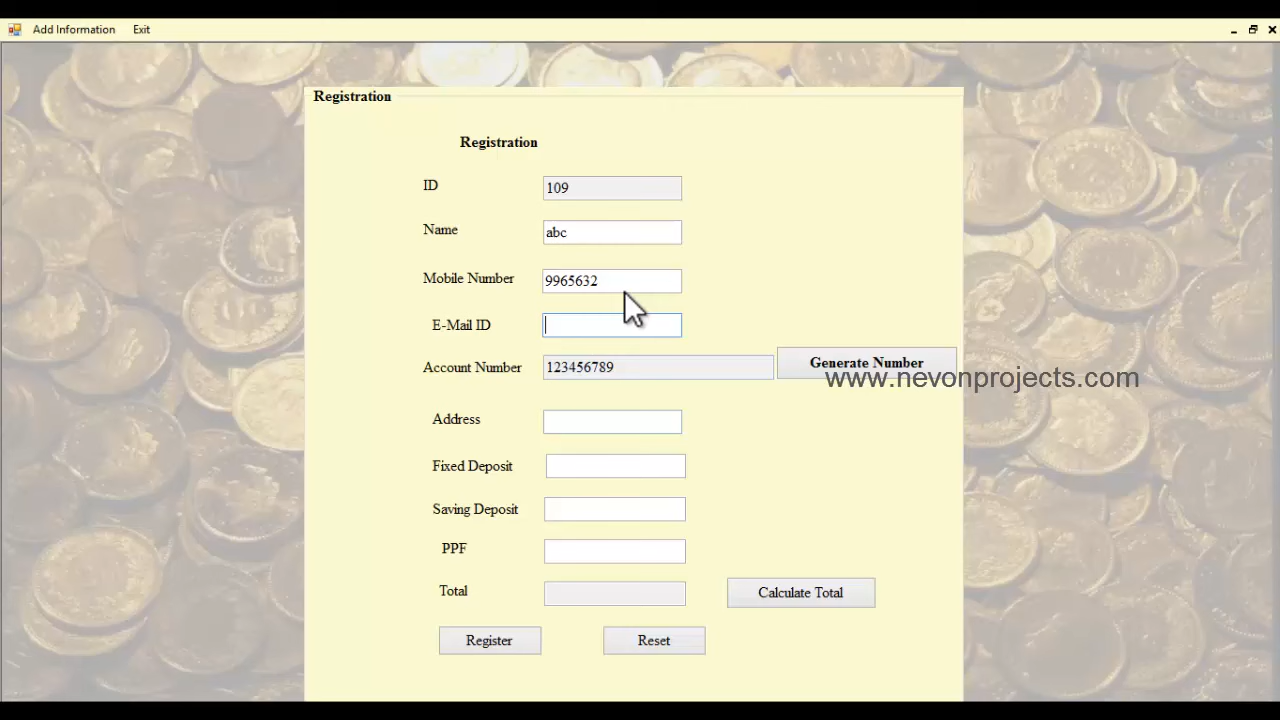 Add Information Exit
Registration
Registration
ID 109
Name abc
Mobile Number 9965632
E-Mail ID
Account Number 123456789 Generate Number
www.nevonprojects.com
Address
Fixed Deposit
Saving Deposit
PPF
Total Calculate Total
Register Reset